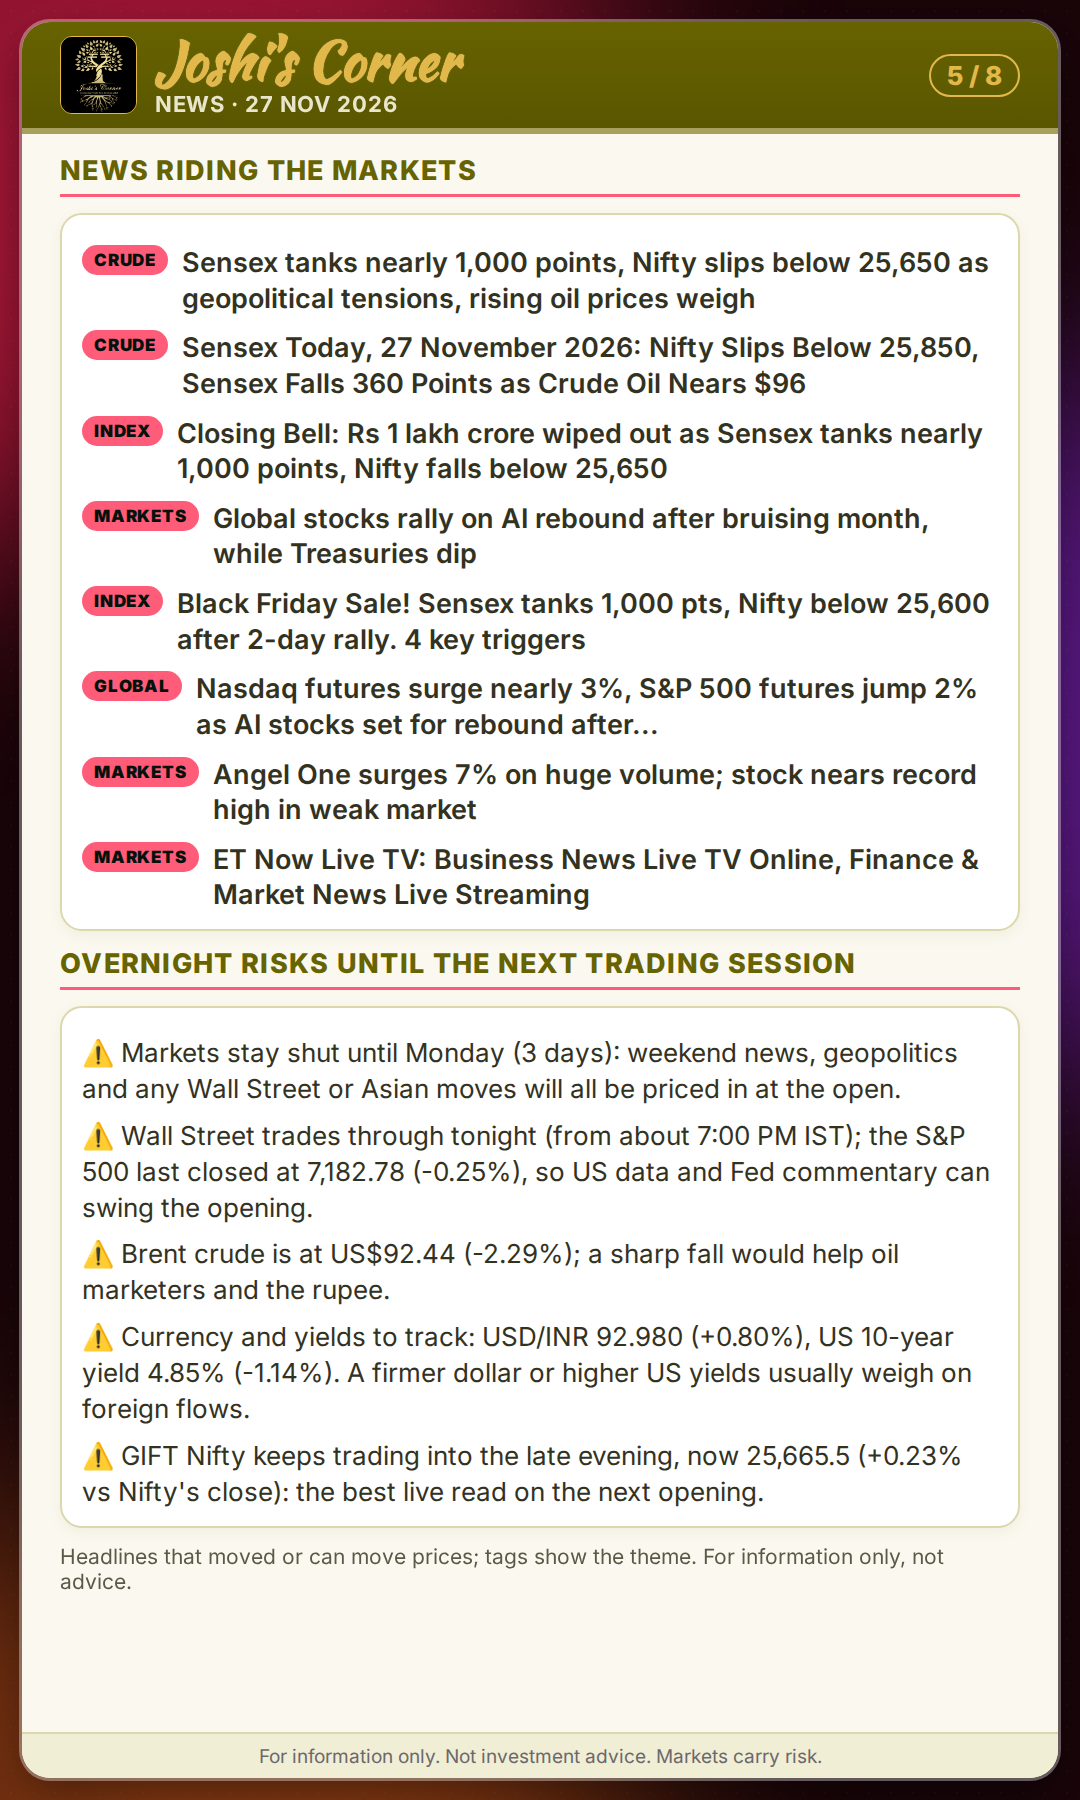 Joshi's Corner
Joshi's Corner
NEWS · 27 NOV 2026
5 / 8
NEWS RIDING THE MARKETS
CRUDE Sensex tanks nearly 1,000 points, Nifty slips below 25,650 as
geopolitical tensions, rising oil prices weigh
CRUDE Sensex Today, 27 November 2026: Nifty Slips Below 25,850,
Sensex Falls 360 Points as Crude Oil Nears $96
INDEX Closing Bell: Rs 1 lakh crore wiped out as Sensex tanks nearly
1,000 points, Nifty falls below 25,650
MARKETS Global stocks rally on AI rebound after bruising month,
while Treasuries dip
INDEX Black Friday Sale! Sensex tanks 1,000 pts, Nifty below 25,600
after 2-day rally. 4 key triggers
GLOBAL Nasdaq futures surge nearly 3%, S&P 500 futures jump 2%
as AI stocks set for rebound after...
MARKETS Angel One surges 7% on huge volume; stock nears record
high in weak market
MARKETS ET Now Live TV: Business News Live TV Online, Finance &
Market News Live Streaming
OVERNIGHT RISKS UNTIL THE NEXT TRADING SESSION
⚠️ Markets stay shut until Monday (3 days): weekend news, geopolitics
and any Wall Street or Asian moves will all be priced in at the open.
⚠️ Wall Street trades through tonight (from about 7:00 PM IST); the S&P
500 last closed at 7,182.78 (-0.25%), so US data and Fed commentary can
swing the opening.
⚠️ Brent crude is at US$92.44 (-2.29%); a sharp fall would help oil
marketers and the rupee.
⚠️ Currency and yields to track: USD/INR 92.980 (+0.80%), US 10-year
yield 4.85% (-1.14%). A firmer dollar or higher US yields usually weigh on
foreign flows.
⚠️ GIFT Nifty keeps trading into the late evening, now 25,665.5 (+0.23%
vs Nifty's close): the best live read on the next opening.
Headlines that moved or can move prices; tags show the theme. For information only, not
advice.
For information only. Not investment advice. Markets carry risk.